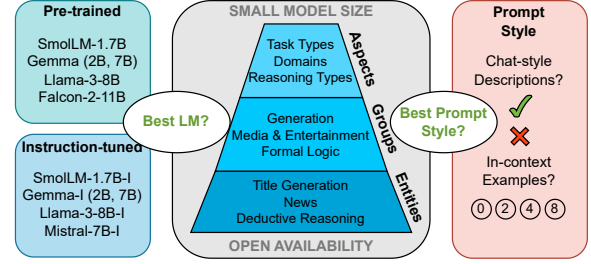 Pre-trained
SmolLM-1.7B
Gemma (2B, 7B)
Llama-3-8B
Falcon-2-11B
Instruction-tuned
SmolLM-1.7B-I
Gemma-I (2B, 7B)
Llama-3-8B-I
Mistral-7B-I
Best LM?
SMALL MODEL SIZE
Task Types
Domains
Reasoning Types
Aspects
Generation
Media & Entertainment
Formal Logic
Groups
Title Generation
News
Deductive Reasoning
Entities
OPEN AVAILABILITY
Best Prompt
Style?
Prompt
Style
Chat-style
Descriptions?
In-context
Examples?
0 2 4 8